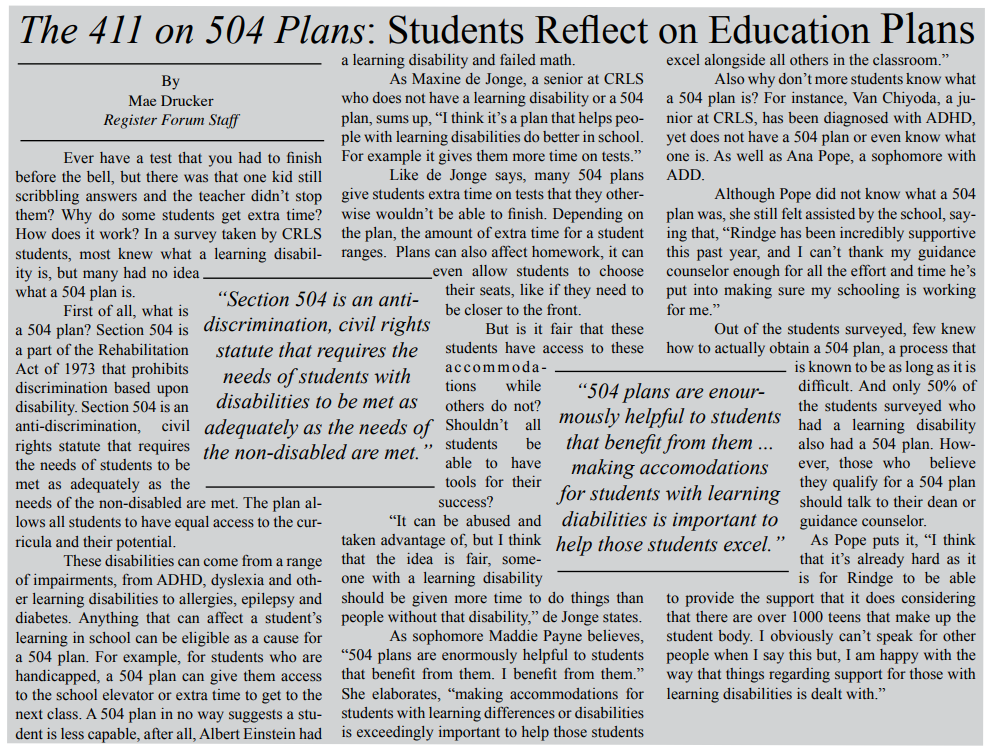 The 411 on 504 Plans: Students Reflect on Education Plans
By
Mae Drucker
Register Forum Staff
Ever have a test that you had to finish
before the bell, but there was that one kid still
scribbling answers and the teacher didn't stop
them? Why do some students get extra time?
How does it work? In a survey taken by CRLS
students, most knew what a learning disabil-
ity is, but many had no idea
what a 504 plan is.
First of all, what is
a 504 plan? Section 504 is
a part of the Rehabilitation
Act of 1973 that prohibits
discrimination based upon
disability. Section 504 is an
anti-discrimination, civil
rights statute that requires
the needs of students to be
met as adequately as the
needs of the non-disabled are met. The plan al-
lows all students to have equal access to the cur-
ricula and their potential.
These disabilities can come from a range
of impairments, from ADHD, dyslexia and oth-
er learning disabilities to allergies, epilepsy and
diabetes. Anything that can affect a student's
learning in school can be eligible as a cause for
a 504 plan. For example, for students who are
handicapped, a 504 plan can give them access
to the school elevator or extra time to get to the
next class. A 504 plan in no way suggests a stu-
dent is less capable, after all, Albert Einstein had
"Section 504 is an anti-
discrimination, civil rights
statute that requires the
needs of students with
disabilities to be met as
adequately as the needs of
the non-disabled are met."
a learning disability and failed math.
As Maxine de Jonge, a senior at CRLS
who does not have a learning disability or a 504
plan, sums up, "I think it's a plan that helps peo-
ple with learning disabilities do better in school.
For example it gives them more time on tests."
Like de Jonge says, many 504 plans
give students extra time on tests that they other-
wise wouldn't be able to finish. Depending on
the plan, the amount of extra time for a student
ranges. Plans can also affect homework, it can
even allow students to choose
their seats, like if they need to
be closer to the front.
But is it fair that these
students have access to these
accommoda-
tions while
others do not?
Shouldn't all
students be
able to have
tools for their
success?
"It can be abused and
taken advantage of, but I think
that the idea is fair, some-
one with a learning disability
should be given more time to do things than
people without that disability," de Jonge states.
As sophomore Maddie Payne believes,
"504 plans are enormously helpful to students
that benefit from them. I benefit from them."
She elaborates, "making accommodations for
students with learning differences or disabilities
is exceedingly important to help those students
"504 plans are enour-
mously helpful to students
that benefit from them ...
making accomodations
for students with learning
diabilities is important to
help those students excel."
excel alongside all others in the classroom."
Also why don't more students know what
a 504 plan is? For instance, Van Chiyoda, a ju-
nior at CRLS, has been diagnosed with ADHD,
yet does not have a 504 plan or even know what
one is. As well as Ana Pope, a sophomore with
ADD.
Although Pope did not know what a 504
plan was, she still felt assisted by the school, say-
ing that, "Rindge has been incredibly supportive
this past year, and I can't thank my guidance
counselor enough for all the effort and time he's
put into making sure my schooling is working
for me."
Out of the students surveyed, few knew
how to actually obtain a 504 plan, a process that
is known to be as long as it is
difficult. And only 50% of
the students surveyed who
had a learning disability
also had a 504 plan. How-
ever, those who believe
they qualify for a 504 plan
should talk to their dean or
guidance counselor.
As Pope puts it, "I think
that it's already hard as it
is for Rindge to be able
to provide the support that it does considering
that there are over 1000 teens that make up the
student body. I obviously can't speak for other
people when I say this but, I am happy with the
way that things regarding support for those with
learning disabilities is dealt with."